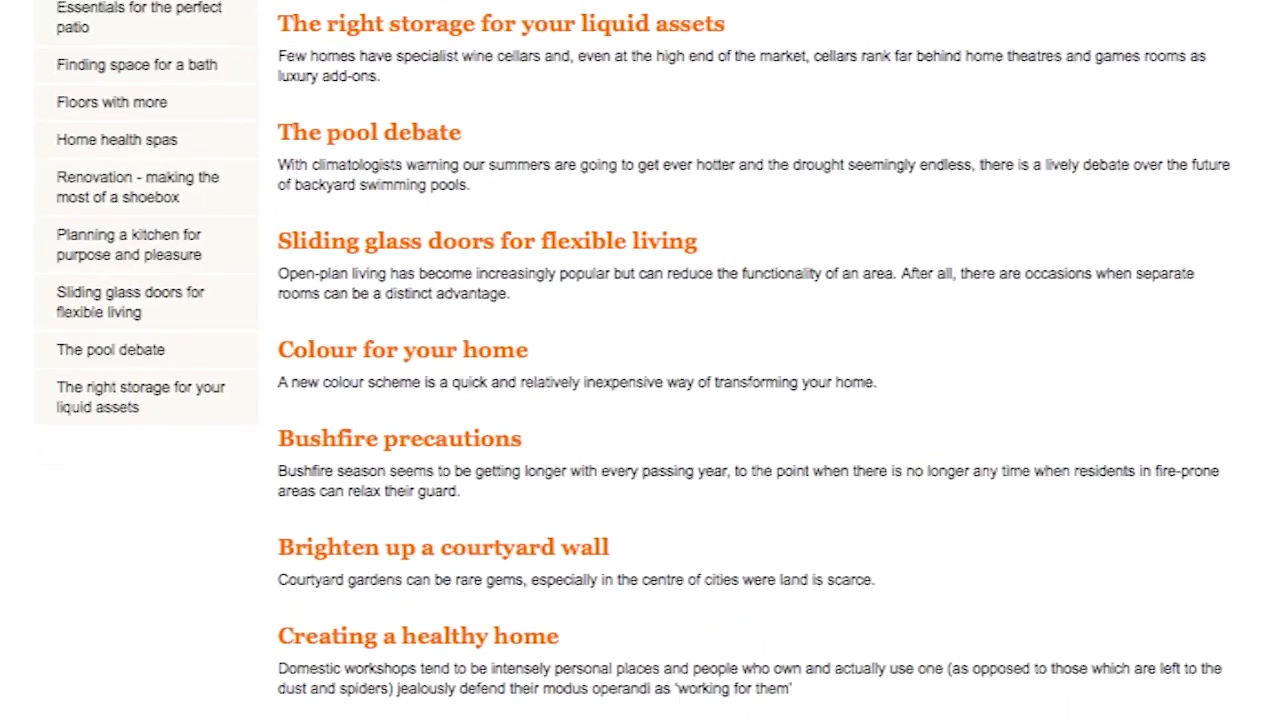 Essentials for the perfect
patio
Finding space for a bath
Floors with more
Home health spas
Renovation - making the
most of a shoebox
Planning a kitchen for
purpose and pleasure
Sliding glass doors for
flexible living
The pool debate
The right storage for your
liquid assets
The right storage for your liquid assets
Few homes have specialist wine cellars and, even at the high end of the market, cellars rank far behind home theatres and games rooms as
luxury add-ons.
The pool debate
With climatologists warning our summers are going to get ever hotter and the drought seemingly endless, there is a lively debate over the future
of backyard swimming pools.
Sliding glass doors for flexible living
Open-plan living has become increasingly popular but can reduce the functionality of an area. After all, there are occasions when separate
rooms can be a distinct advantage.
Colour for your home
A new colour scheme is a quick and relatively inexpensive way of transforming your home.
Bushfire precautions
Bushfire season seems to be getting longer with every passing year, to the point when there is no longer any time when residents in fire-prone
areas can relax their guard.
Brighten up a courtyard wall
Courtyard gardens can be rare gems, especially in the centre of cities were land is scarce.
Creating a healthy home
Domestic workshops tend to be intensely personal places and people who own and actually use one (as opposed to those which are left to the
dust and spiders) jealously defend their modus operandi as 'working for them'